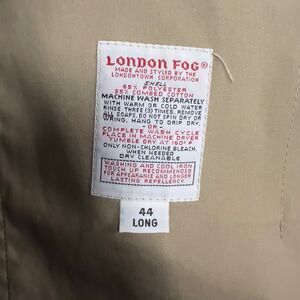 LONDON FOG®
MADE AND STYLED BY THE
LONDONTOWN CORPORATION
SHELL
65% POLYESTER
35% COMBED COTTON
MACHINE WASH SEPARATELY
WITH WARM OR COLD WATER
RINSE THREE (3) TIMES. REMOVE
ALL SOAPS. DO NOT SPIN DRY OR
WRING. HANG TO DRIP DRY.
- OR -
COMPLETE WASH CYCLE
PLACE IN MACHINE DRYER
TUMBLE DRY AT 160° F
ONLY NON-CHLORINE BLEACH,
WHEN NEEDED
DRY CLEANABLE
WASHING AND COOL IRON
TOUCH UP RECOMMENDED
FOR APPEARANCE AND LONGER
LASTING REPELLENCY.
44
LONG